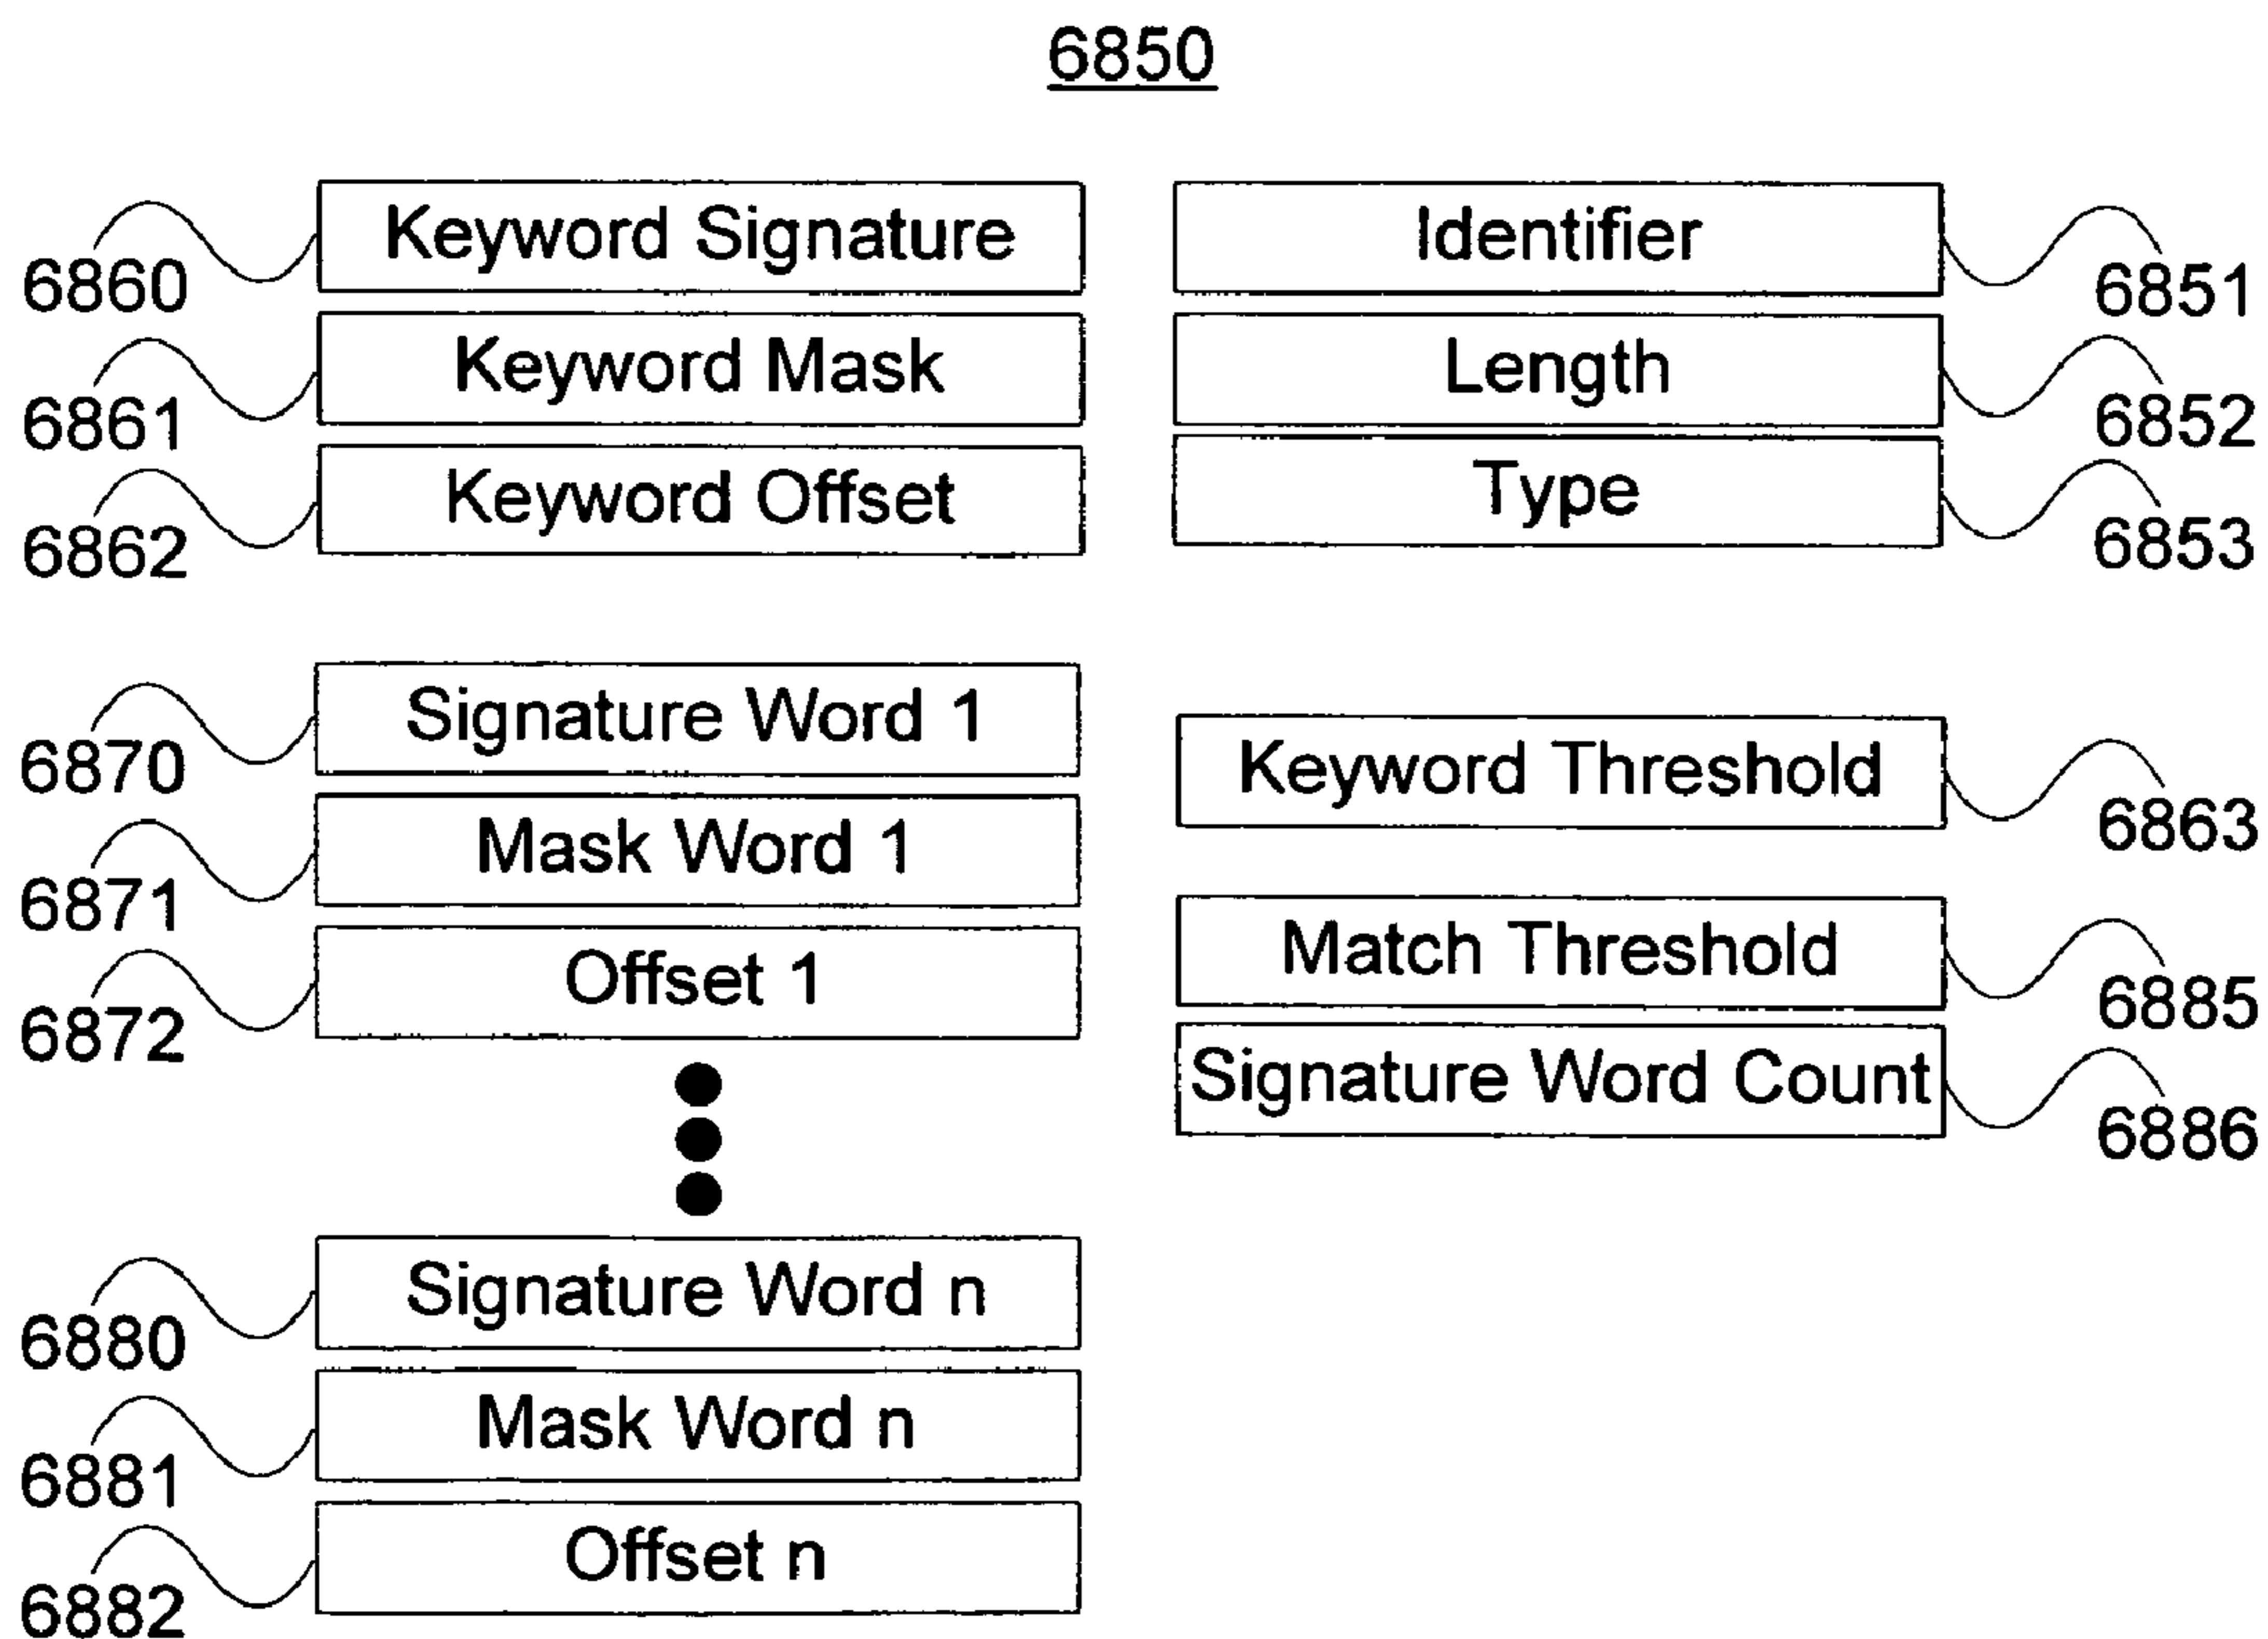 6850
Keyword Signature
6860
Keyword Mask
6861
Keyword Offset
6862
Identifier
6851
Length
6852
Type
6853
Signature Word 1
6870
Mask Word 1
6871
Offset 1
6872
Keyword Threshold
6863
Match Threshold
6885
Signature Word Count
6886
Signature Word n
6880
Mask Word n
6881
Offset n
6882